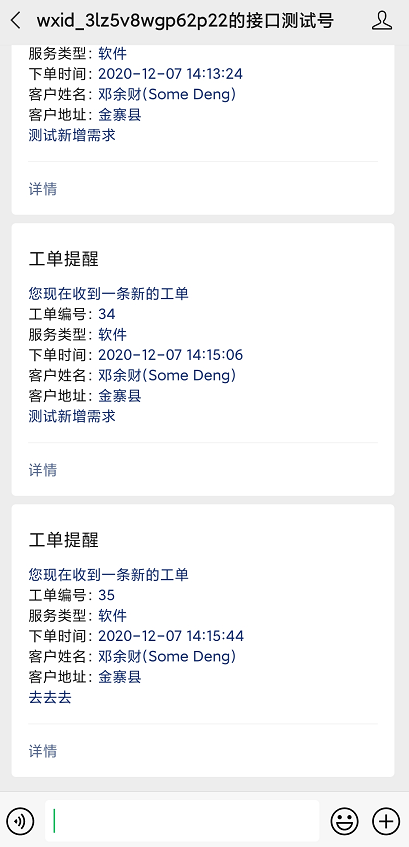 wxid_3lz5v8wgp62p22的接口测试号
服务类型：软件
下单时间：2020-12-07 14:13:24
客户姓名：邓余财(Some Deng)
客户地址：金寨县
测试新增需求
详情
工单提醒
您现在收到一条新的工单
工单编号：34
服务类型：软件
下单时间：2020-12-07 14:15:06
客户姓名：邓余财(Some Deng)
客户地址：金寨县
测试新增需求
详情
工单提醒
您现在收到一条新的工单
工单编号：35
服务类型：软件
下单时间：2020-12-07 14:15:44
客户姓名：邓余财(Some Deng)
客户地址：金寨县
去去去
详情